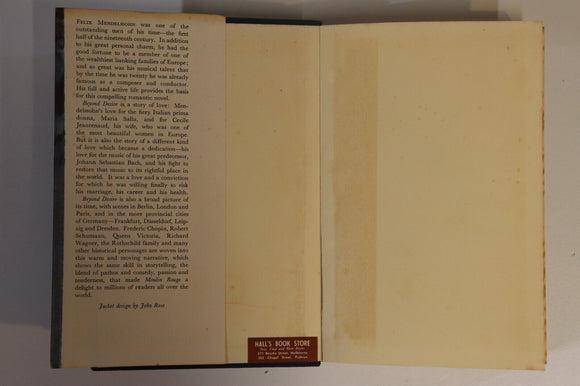 FELIX MENDELSSOHN was one of the
outstanding men of his time—the first
half of the nineteenth century. In addition
to his great personal charm, he had the
good fortune to be a member of one of
the wealthiest banking families of Europe;
and so great was his musical talent that
by the time he was twenty he was already
famous as a composer and conductor.
His full and active life provides the basis
for this compelling romantic novel.
Beyond Desire is a story of love: Men-
delssohn's love for the fiery Italian prima
donna, Maria Salla, and for Cecile
Jeanrenaud, his wife, who was one of
the most beautiful women in Europe.
But it is also the story of a different kind
of love which became a dedication—his
love for the music of his great predecessor,
Johann Sebastian Bach, and his fight to
restore that music to its rightful place in
the world. It was a love and a conviction
for which he was willing finally to risk
his marriage, his career and his health.
Beyond Desire is also a broad picture of
its time, with scenes in Berlin, London and
Paris, and in the more provincial cities
of Germany—Frankfurt, Düsseldorf, Leip-
zig and Dresden. Frederic Chopin, Robert
Schumann, Queen Victoria, Richard
Wagner, the Rothschild family and many
other historical personages are woven into
this warm and moving narrative, which
shows the same skill in storytelling, the
blend of pathos and comedy, passion and
tenderness, that made Moulin Rouge a
delight to millions of readers all over the
world.
Jacket design by John Rose
HALL'S BOOK STORE
371 Bourke Street, Melbourne
262 Chapel Street, Prahran